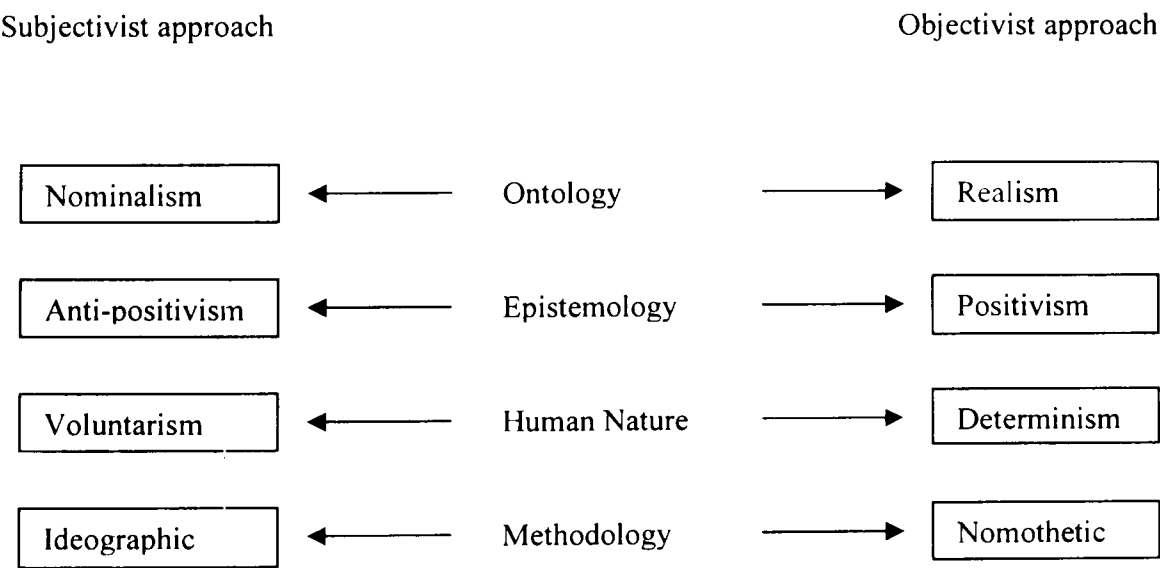 Subjectivist approach Objectivist approach
Nominalism Ontology Realism
Anti-positivism Epistemology Positivism
Voluntarism Human Nature Determinism
Ideographic Methodology Nomothetic